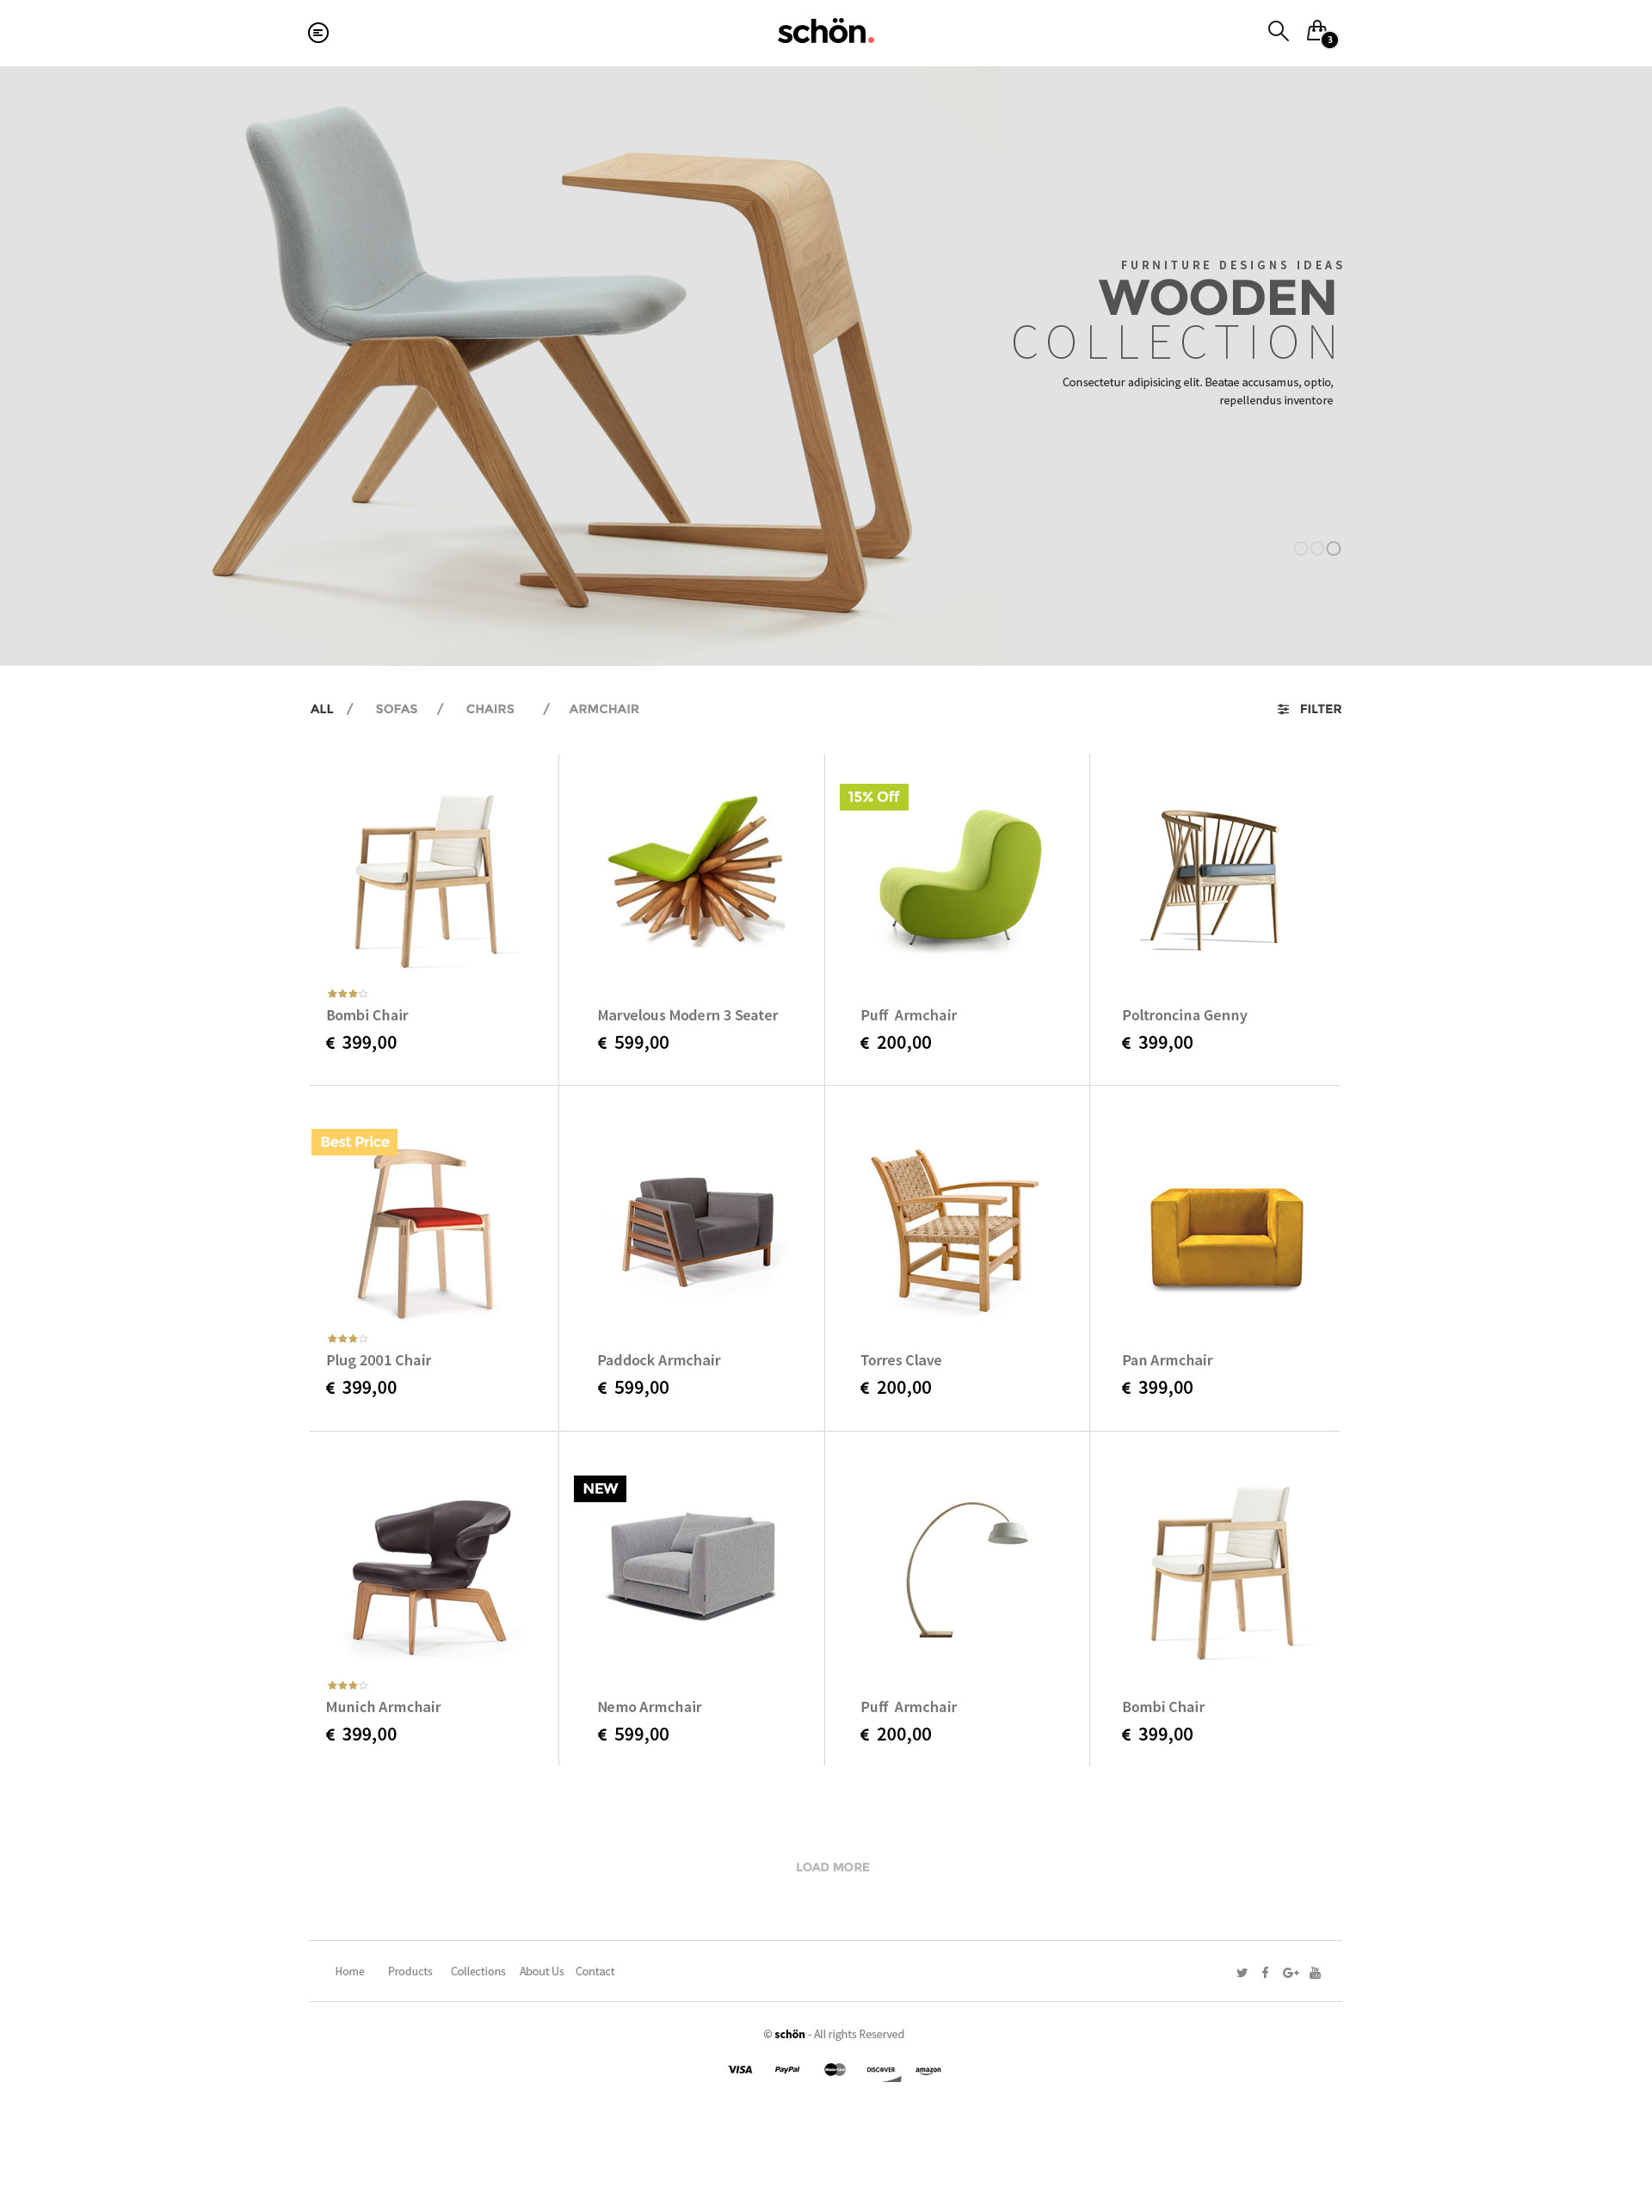 schön.
3
FURNITURE DESIGNS IDEAS
WOODEN
COLLECTION
Consectetur adipisicing elit. Beatae accusamus, optio,
repellendus inventore
ALL / SOFAS / CHAIRS / ARMCHAIR
FILTER
15% Off
Bombi Chair
€ 399,00
Marvelous Modern 3 Seater
€ 599,00
Puff Armchair
€ 200,00
Poltroncina Genny
€ 399,00
Best Price
Plug 2001 Chair
€ 399,00
Paddock Armchair
€ 599,00
Torres Clave
€ 200,00
Pan Armchair
€ 399,00
NEW
Munich Armchair
€ 399,00
Nemo Armchair
€ 599,00
Puff Armchair
€ 200,00
Bombi Chair
€ 399,00
LOAD MORE
Home Products Collections About Us Contact
© schön - All rights Reserved
VISA PayPal DISCOVER amazon